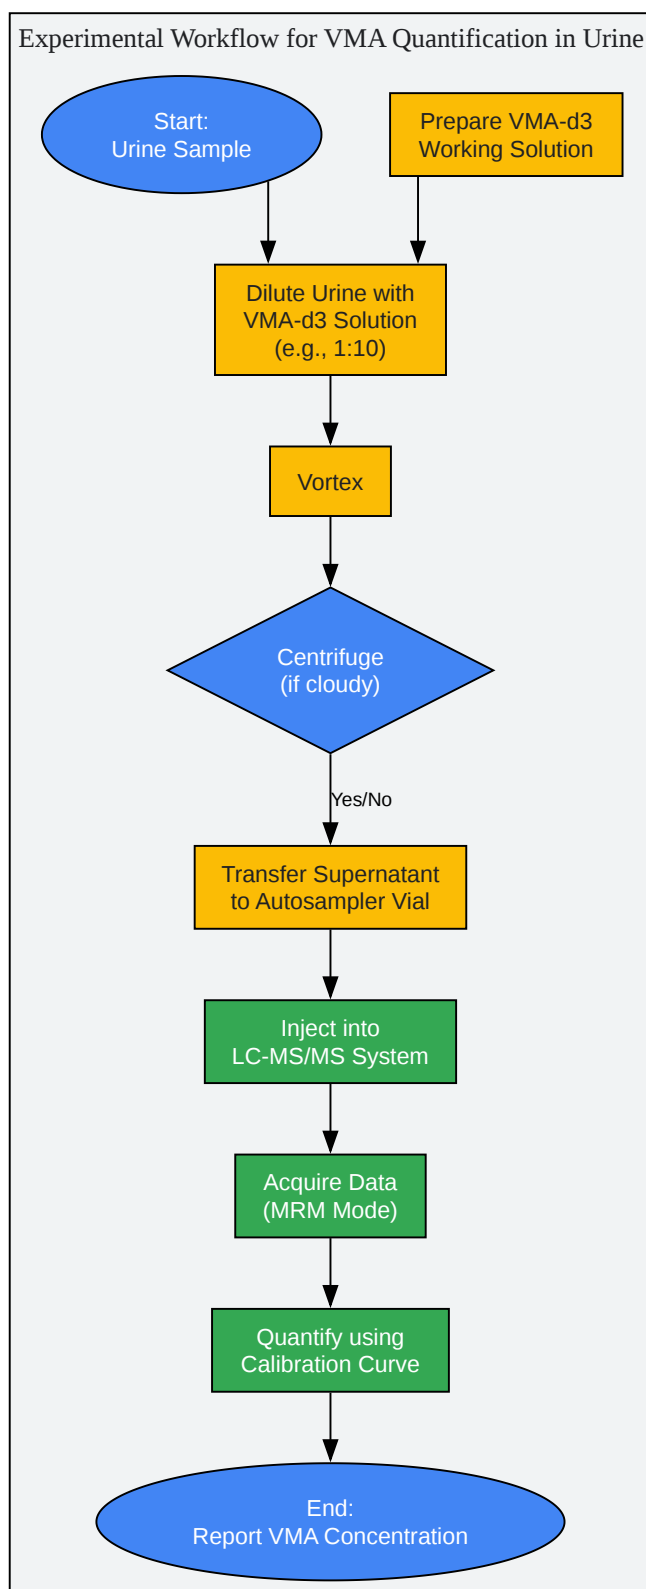 Experimental Workflow for VMA Quantification in Urine
Start:
Urine Sample
Prepare VMA-d3
Working Solution
Dilute Urine with
VMA-d3 Solution
(e.g., 1:10)
Vortex
Centrifuge
(if cloudy)
Yes/No
Transfer Supernatant
to Autosampler Vial
Inject into
LC-MS/MS System
Acquire Data
(MRM Mode)
Quantify using
Calibration Curve
End:
Report VMA Concentration